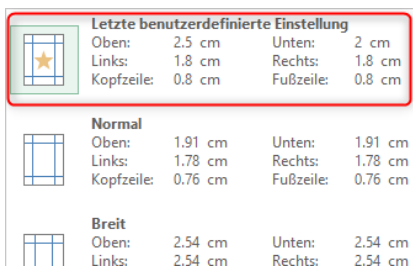 Letzte benutzerdefinierte Einstellung
Oben: 2.5 cm Unten: 2 cm
Links: 1.8 cm Rechts: 1.8 cm
Kopfzeile: 0.8 cm Fußzeile: 0.8 cm
Normal
Oben: 1.91 cm Unten: 1.91 cm
Links: 1.78 cm Rechts: 1.78 cm
Kopfzeile: 0.76 cm Fußzeile: 0.76 cm
Breit
Oben: 2.54 cm Unten: 2.54 cm
Links: 2.54 cm Rechts: 2.54 cm